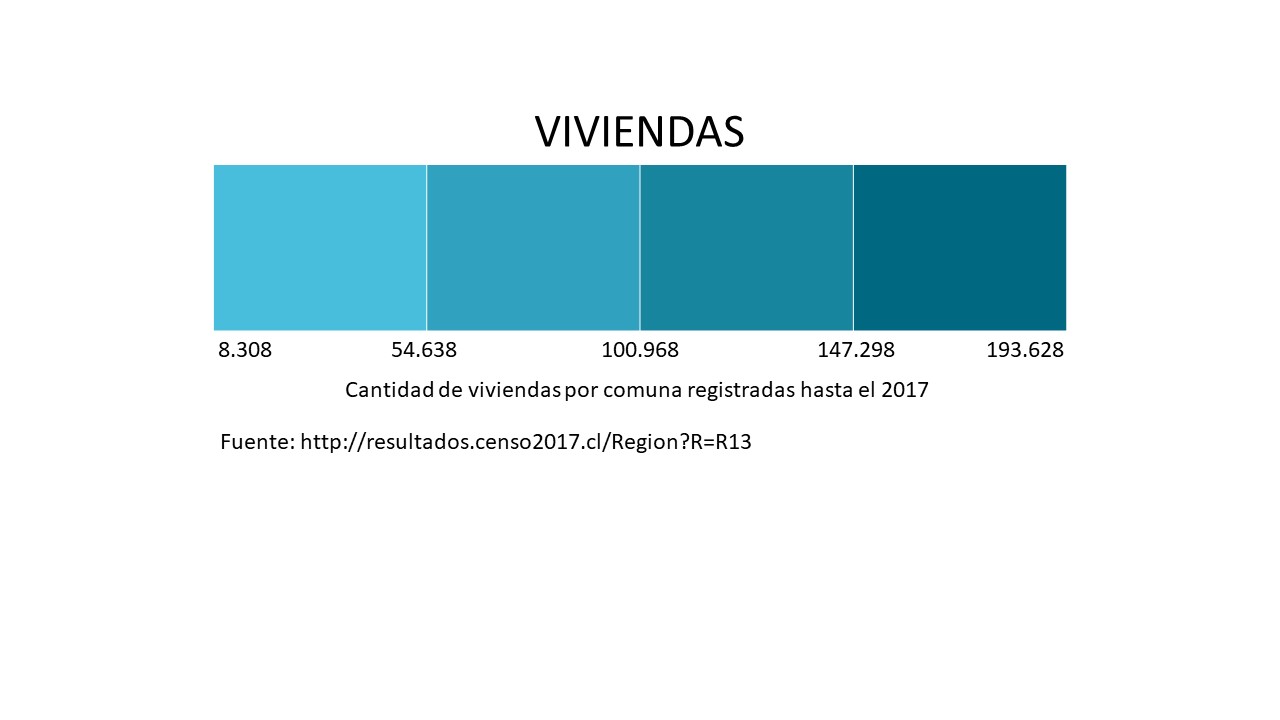 VIVIENDAS
8.308 54.638 100.968 147.298 193.628
Cantidad de viviendas por comuna registradas hasta el 2017
Fuente: http://resultados.censo2017.cl/Region?R=R13